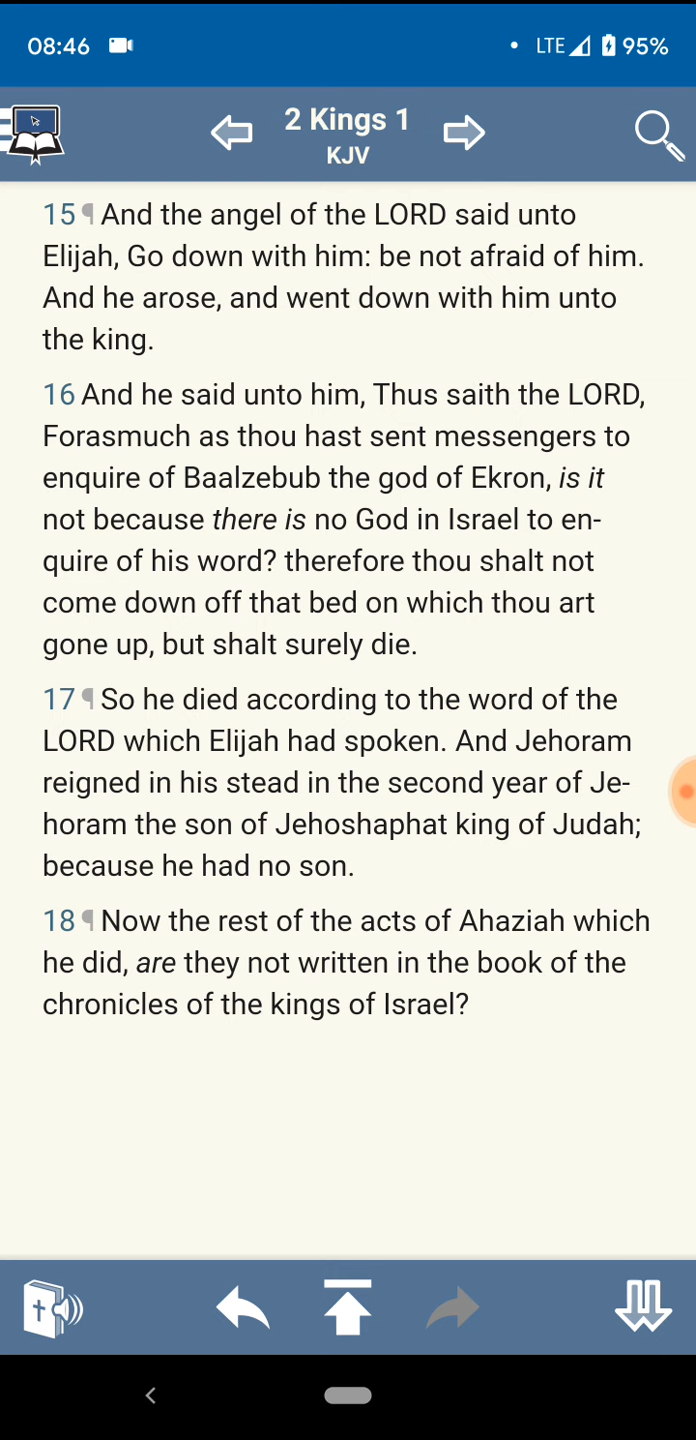 08:46
LTE 95%
2 Kings 1
KJV
15 ¶ And the angel of the LORD said unto
Elijah, Go down with him: be not afraid of him.
And he arose, and went down with him unto
the king.
16 And he said unto him, Thus saith the LORD,
Forasmuch as thou hast sent messengers to
enquire of Baalzebub the god of Ekron, is it
not because there is no God in Israel to en-
quire of his word? therefore thou shalt not
come down off that bed on which thou art
gone up, but shalt surely die.
17 ¶ So he died according to the word of the
LORD which Elijah had spoken. And Jehoram
reigned in his stead in the second year of Je-
horam the son of Jehoshaphat king of Judah;
because he had no son.
18 ¶ Now the rest of the acts of Ahaziah which
he did, are they not written in the book of the
chronicles of the kings of Israel?